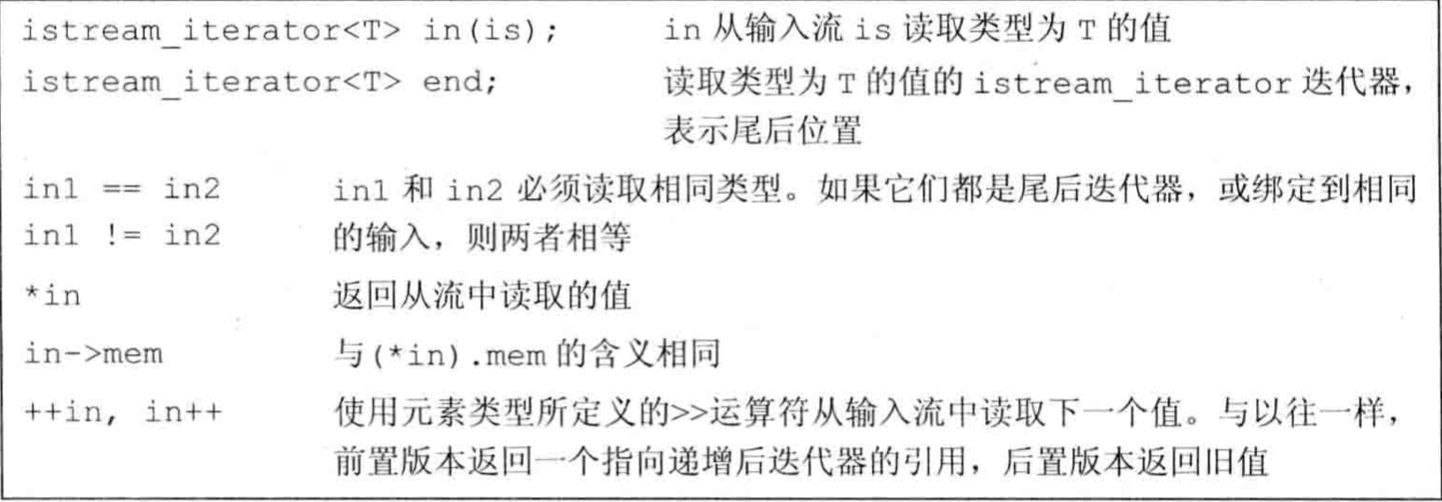 istream_iterator<T> in(is); in 从输入流 is 读取类型为 T 的值
istream_iterator<T> end; 读取类型为 T 的值的 istream_iterator 迭代器，
表示尾后位置
in1 == in2 in1 和 in2 必须读取相同类型。如果它们都是尾后迭代器，或绑定到相同
in1 != in2 的输入，则两者相等
*in 返回从流中读取的值
in->mem 与(*in).mem 的含义相同
++in, in++ 使用元素类型所定义的>>运算符从输入流中读取下一个值。与以往一样，
前置版本返回一个指向递增后迭代器的引用，后置版本返回旧值